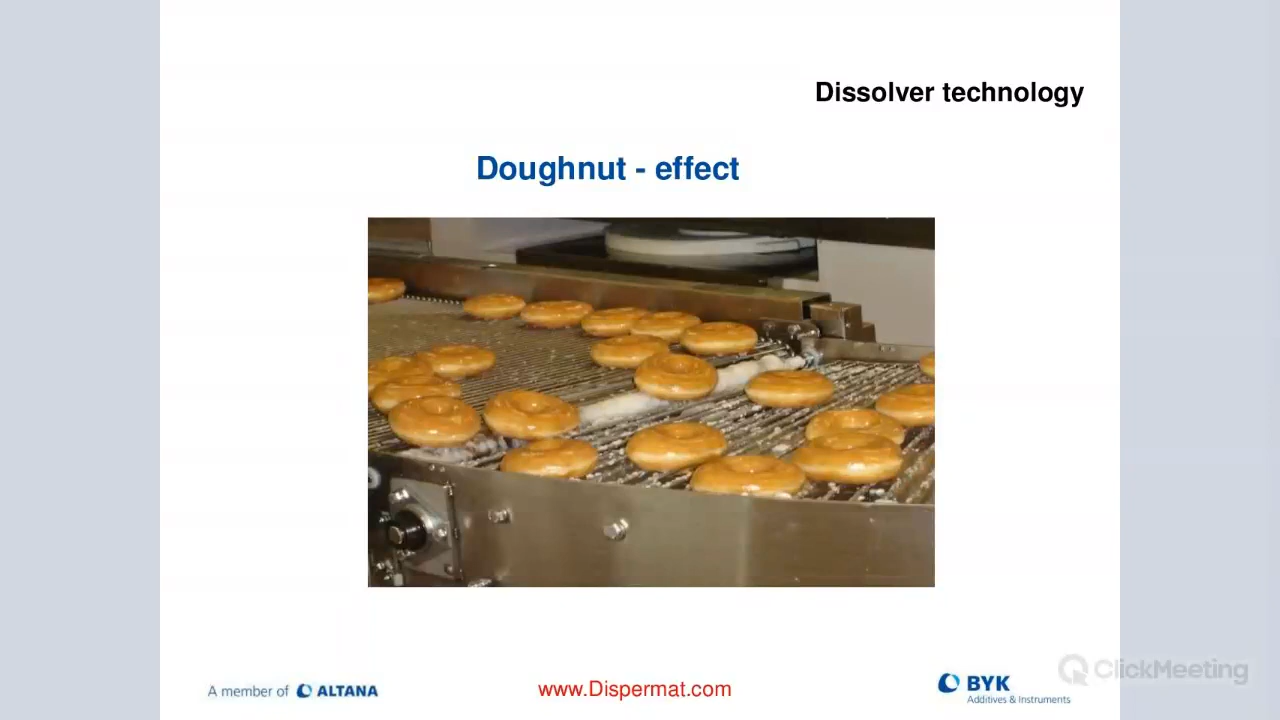 Dissolver technology
Doughnut - effect
A member of ALTANA
www.Dispermat.com
BYK
Additives & Instruments
ClickMeeting